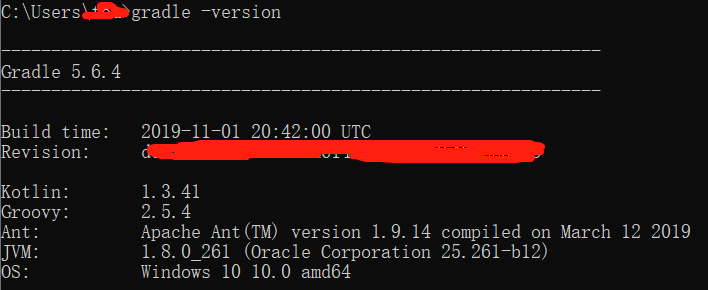 C:\Users\>gradle -version
------------------------------------------------------------
Gradle 5.6.4
------------------------------------------------------------
Build time: 2019-11-01 20:42:00 UTC
Revision:
Kotlin: 1.3.41
Groovy: 2.5.4
Ant: Apache Ant(TM) version 1.9.14 compiled on March 12 2019
JVM: 1.8.0_261 (Oracle Corporation 25.261-b12)
OS: Windows 10 10.0 amd64